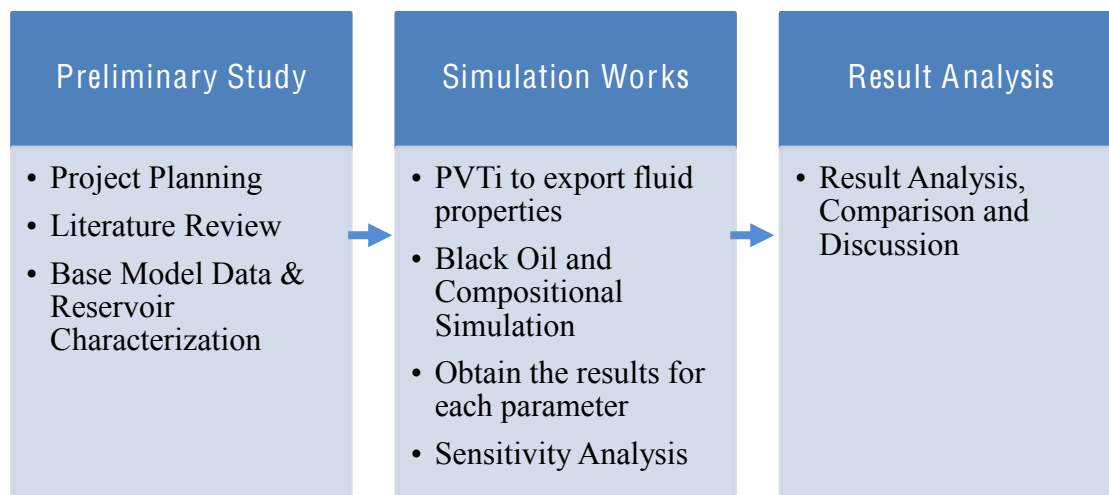 Preliminary Study
• Project Planning
• Literature Review
• Base Model Data &
Reservoir
Characterization
Simulation Works
• PVTi to export fluid
properties
• Black Oil and
Compositional
Simulation
• Obtain the results for
each parameter
• Sensitivity Analysis
Result Analysis
• Result Analysis,
Comparison and
Discussion